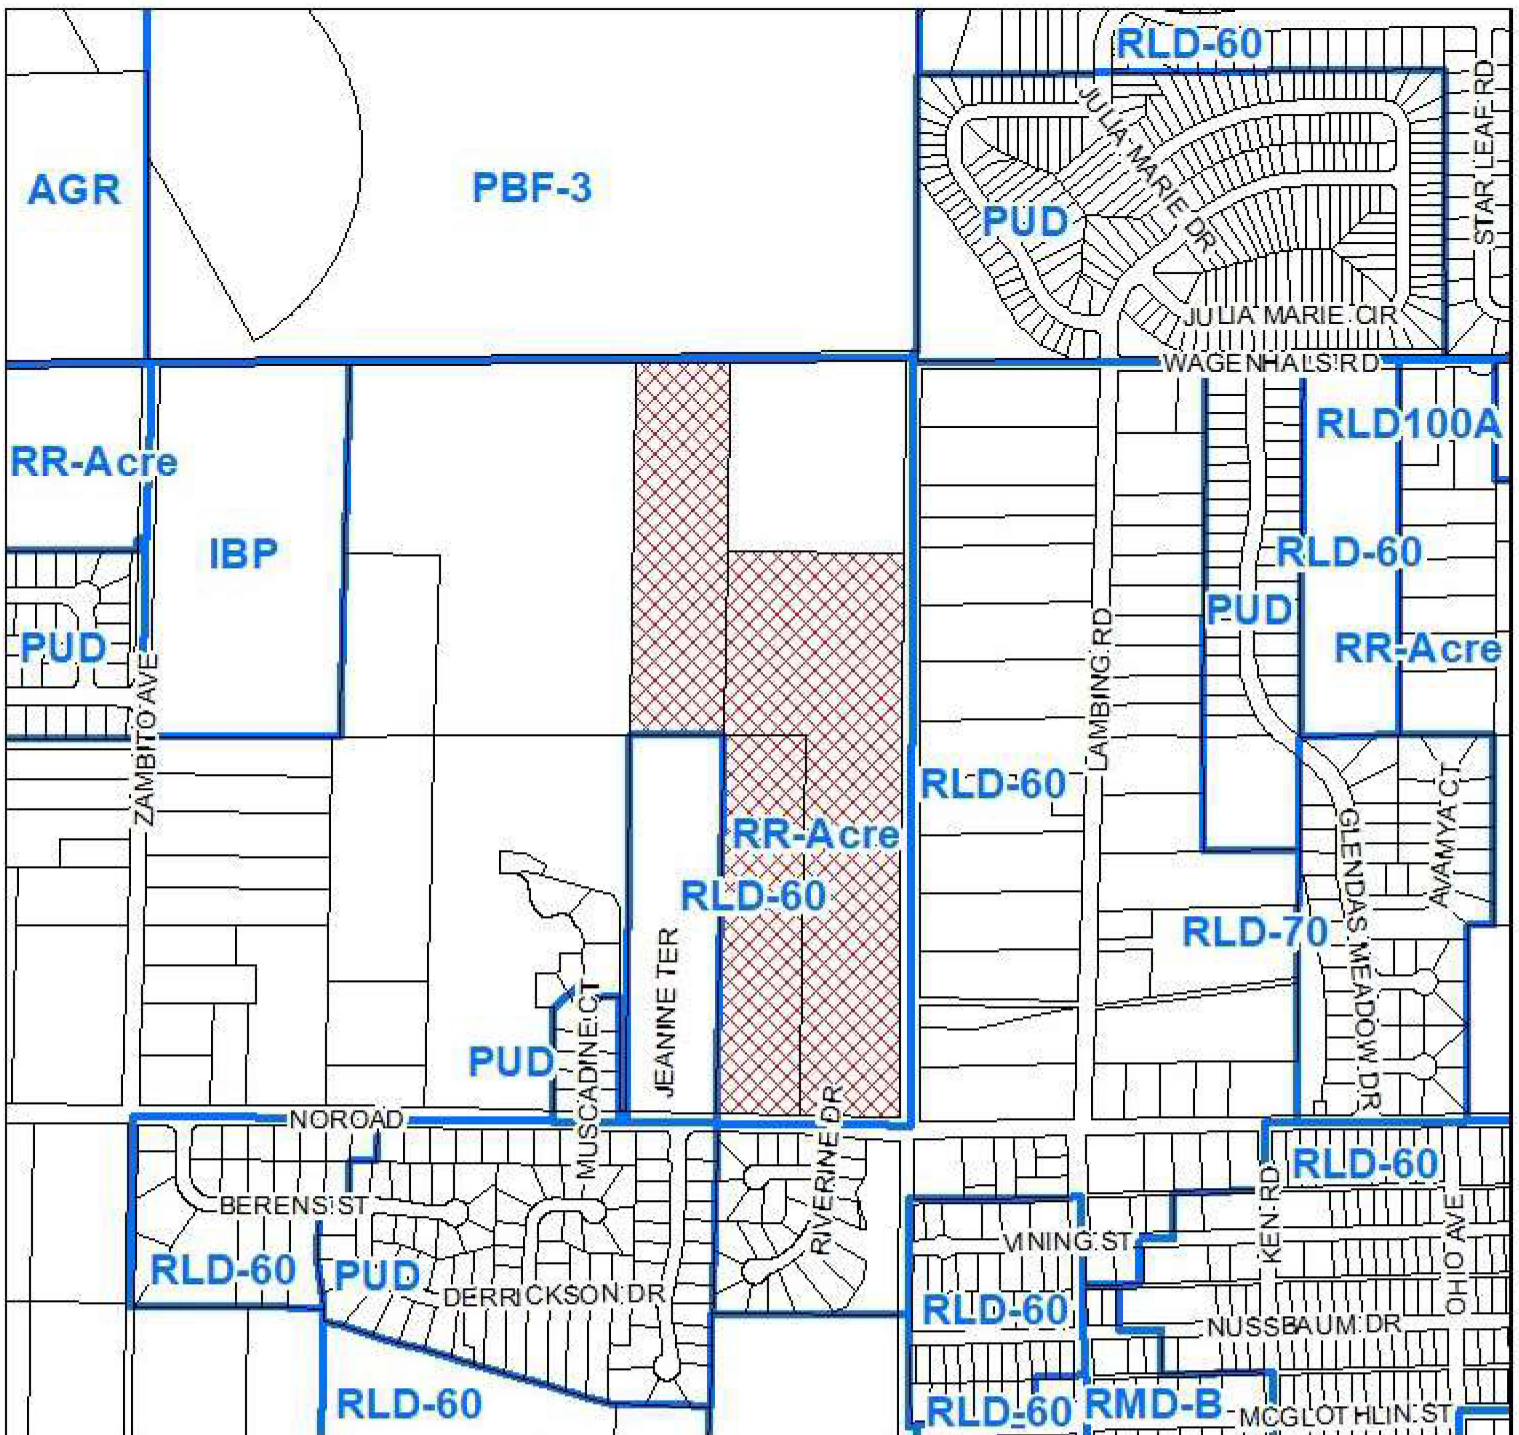 RLD-60
AGR
PBF-3
PUD
JULIA MARIE DR
STAR LEAF RD
JULIA MARIE CIR
WAGENHALS RD
RR-Acre
RLD100A
IBP
RLD-60
PUD
PUD
RR-Acre
ZAMBITO AVE
LAMBING RD
RLD-60
RR-Acre
RLD-60
GLENDAS MEADOW DR
AVAMYA CT
RLD-70
JEANINE TER
MUSCADINE CT
PUD
NOROAD
RIVERINE DR
RLD-60
BERENS ST
VINING ST
KEN RD
OHIO AVE
RLD-60
PUD
DERRICKSON DR
RLD-60
NUSSBAUM DR
RLD-60
RLD-60
RMD-B
MCGLOTHLIN ST